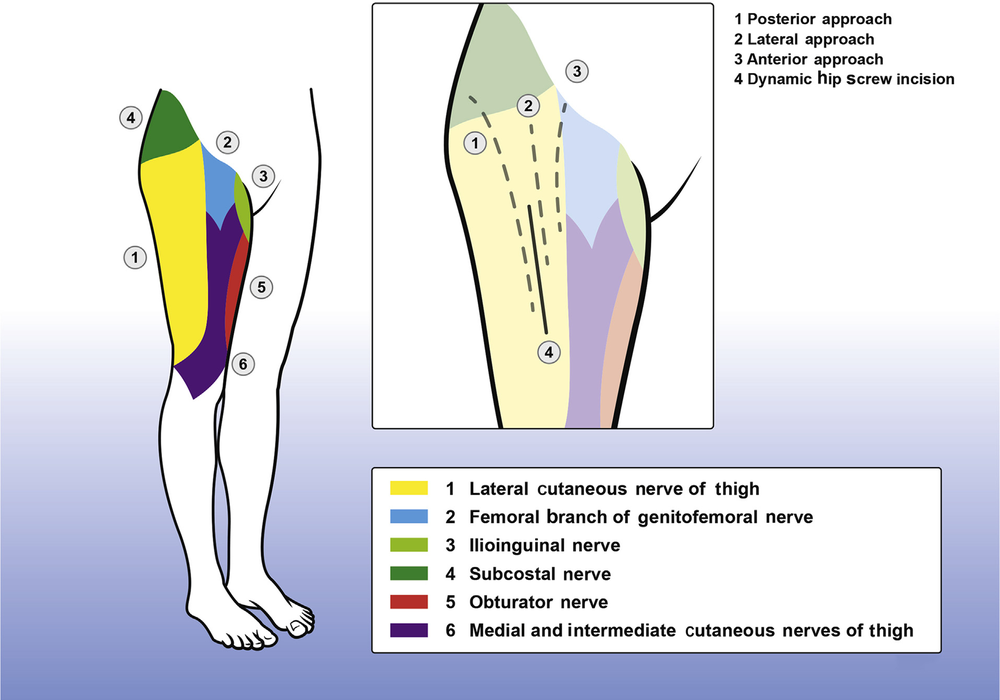 4
2
3
1
5
6
3
2
1
4
1 Posterior approach
2 Lateral approach
3 Anterior approach
4 Dynamic hip screw incision
1 Lateral cutaneous nerve of thigh
2 Femoral branch of genitofemoral nerve
3 Ilioinguinal nerve
4 Subcostal nerve
5 Obturator nerve
6 Medial and intermediate cutaneous nerves of thigh